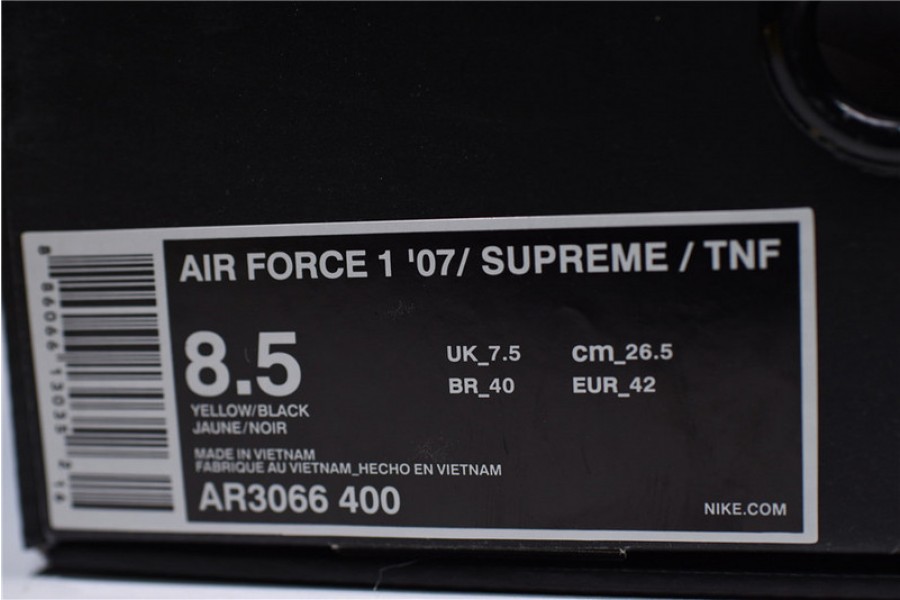 AIR FORCE 1 '07/ SUPREME / TNF
8.5
UK_7.5 cm_26.5
BR_40 EUR_42
YELLOW/BLACK
JAUNE/NOIR
MADE IN VIETNAM
FABRIQUE AU VIETNAM_HECHO EN VIETNAM
AR3066 400
NIKE.COM